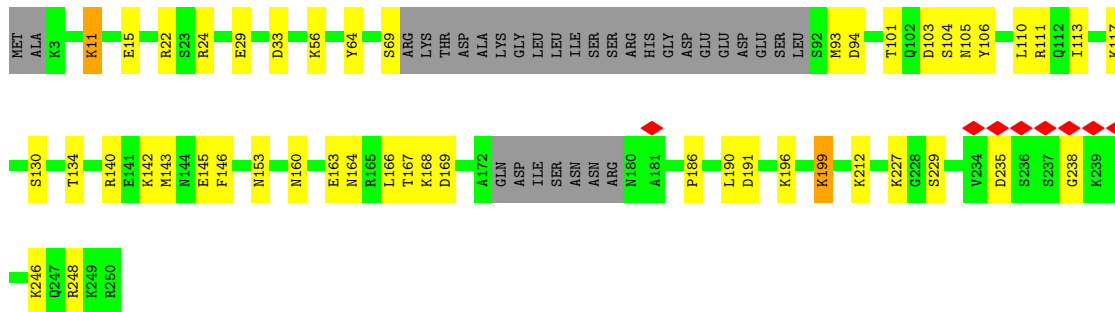 MET ALA K3 K11 E15 R22 S23 R24 E29 D33 K56 Y64 S69 ARG LYS THR ASP ALA LYS GLY LEU LEU ILE SER SER ARG HIS GLY ASP GLU GLU ASP GLU SER LEU S92 M93 D94 T101 Q102 D103 S104 N105 Y106 L110 R111 Q112 I113 K117
S130 T134 R140 E141 K142 M143 N144 E145 F146 N153 N160 E163 N164 R165 L166 T167 K168 D169 A172 GLN ASP ILE SER ASN ASN ARG N180 A181 P186 L190 D191 K196 K199 K212 K227 G228 S229 V234 D235 S236 S237 G238 K239
K246 Q247 R248 K249 R250